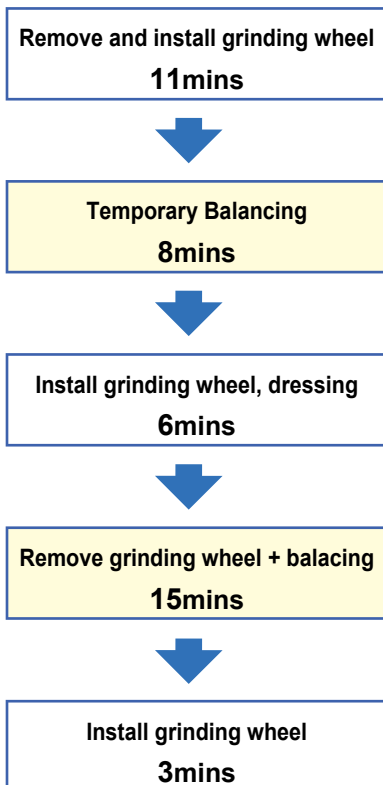 Remove and install grinding wheel
11mins
Temporary Balancing
8mins
Install grinding wheel, dressing
6mins
Remove grinding wheel + balacing
15mins
Install grinding wheel
3mins